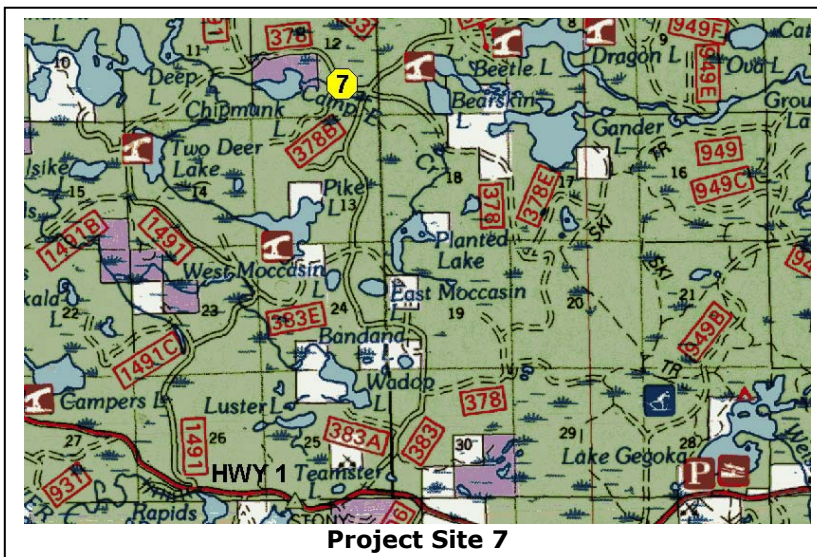 378
12
11
10
7
7
8
9
949F
949E
Deep
L
Beetle L
Dragon L
Ova L
Cat
Chipmunk
L
Camp E
Bearskin
L
378B
Grou
La
Gander
L
Two Deer
Lake
TR
949
16
949C
15
14
18
17
378
378E
Pike
L
13
Cr
SKI
1491B
1491
Planted
Lake
SKI
West Moccasin
L
24
East Moccasin
L
22
23
383E
19
20
21
949B
Bandana
L
1491C
Wadop
L
TR
Campers L
Luster L
378
27
26
25
383A
383
30
29
28
1491
Lake Gegoka
931
HWY 1
Teamster
L
P
Rapids
STONY
Project Site 7